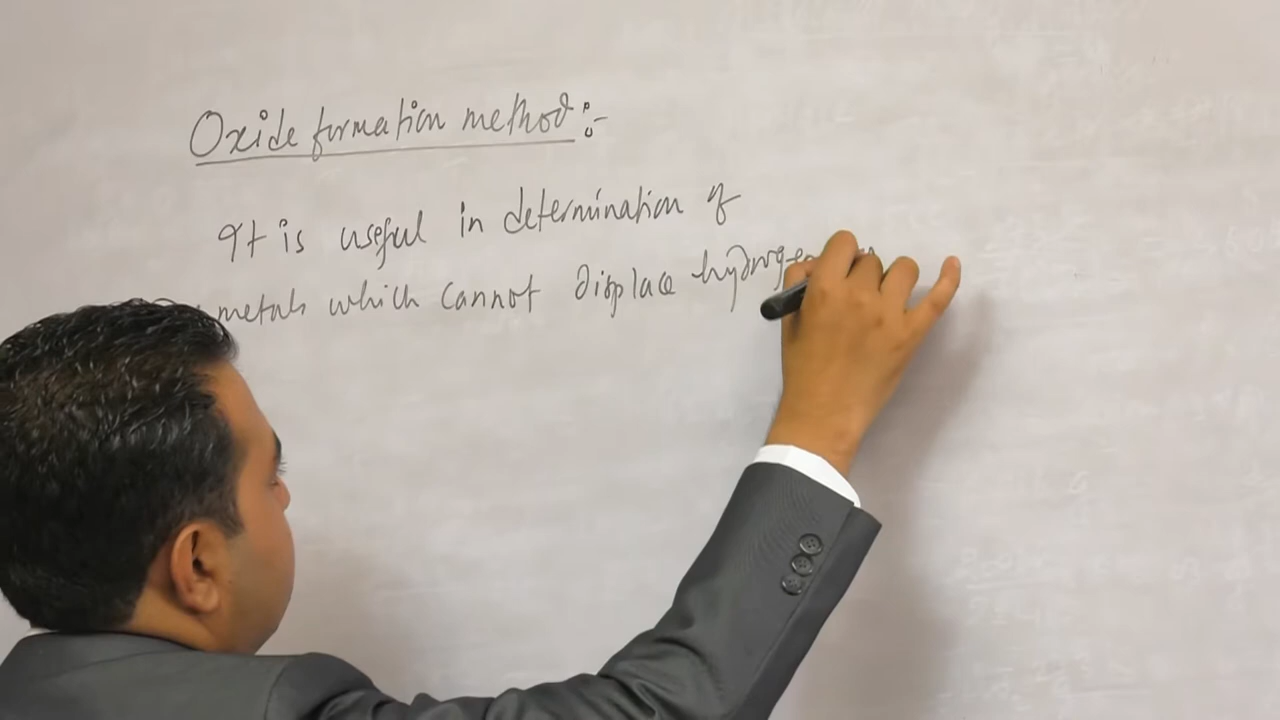 Oxide formation method :-
It is useful in determination of
metals which cannot displace hydrogen